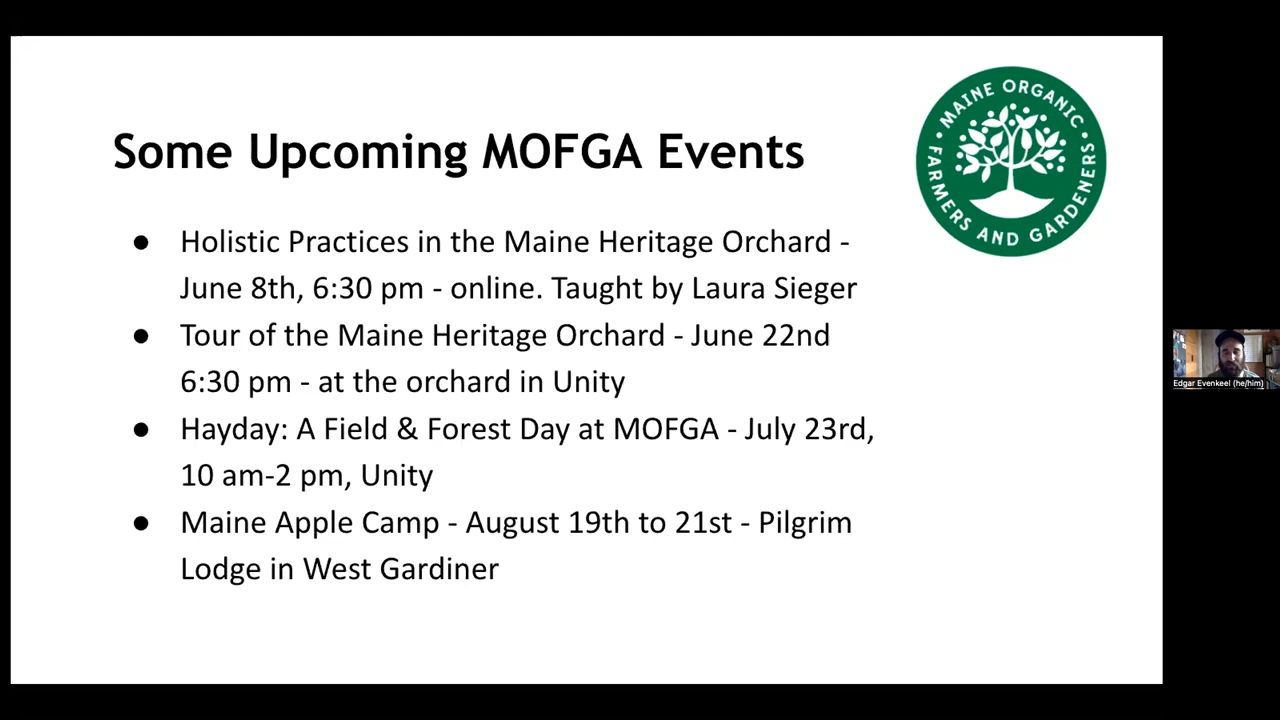 Some Upcoming MOFGA Events
MAINE ORGANIC
FARMERS AND GARDENERS
● Holistic Practices in the Maine Heritage Orchard -
June 8th, 6:30 pm - online. Taught by Laura Sieger
● Tour of the Maine Heritage Orchard - June 22nd
6:30 pm - at the orchard in Unity
● Hayday: A Field & Forest Day at MOFGA - July 23rd,
10 am-2 pm, Unity
● Maine Apple Camp - August 19th to 21st - Pilgrim
Lodge in West Gardiner
Edgar Evenkeel (he/him)